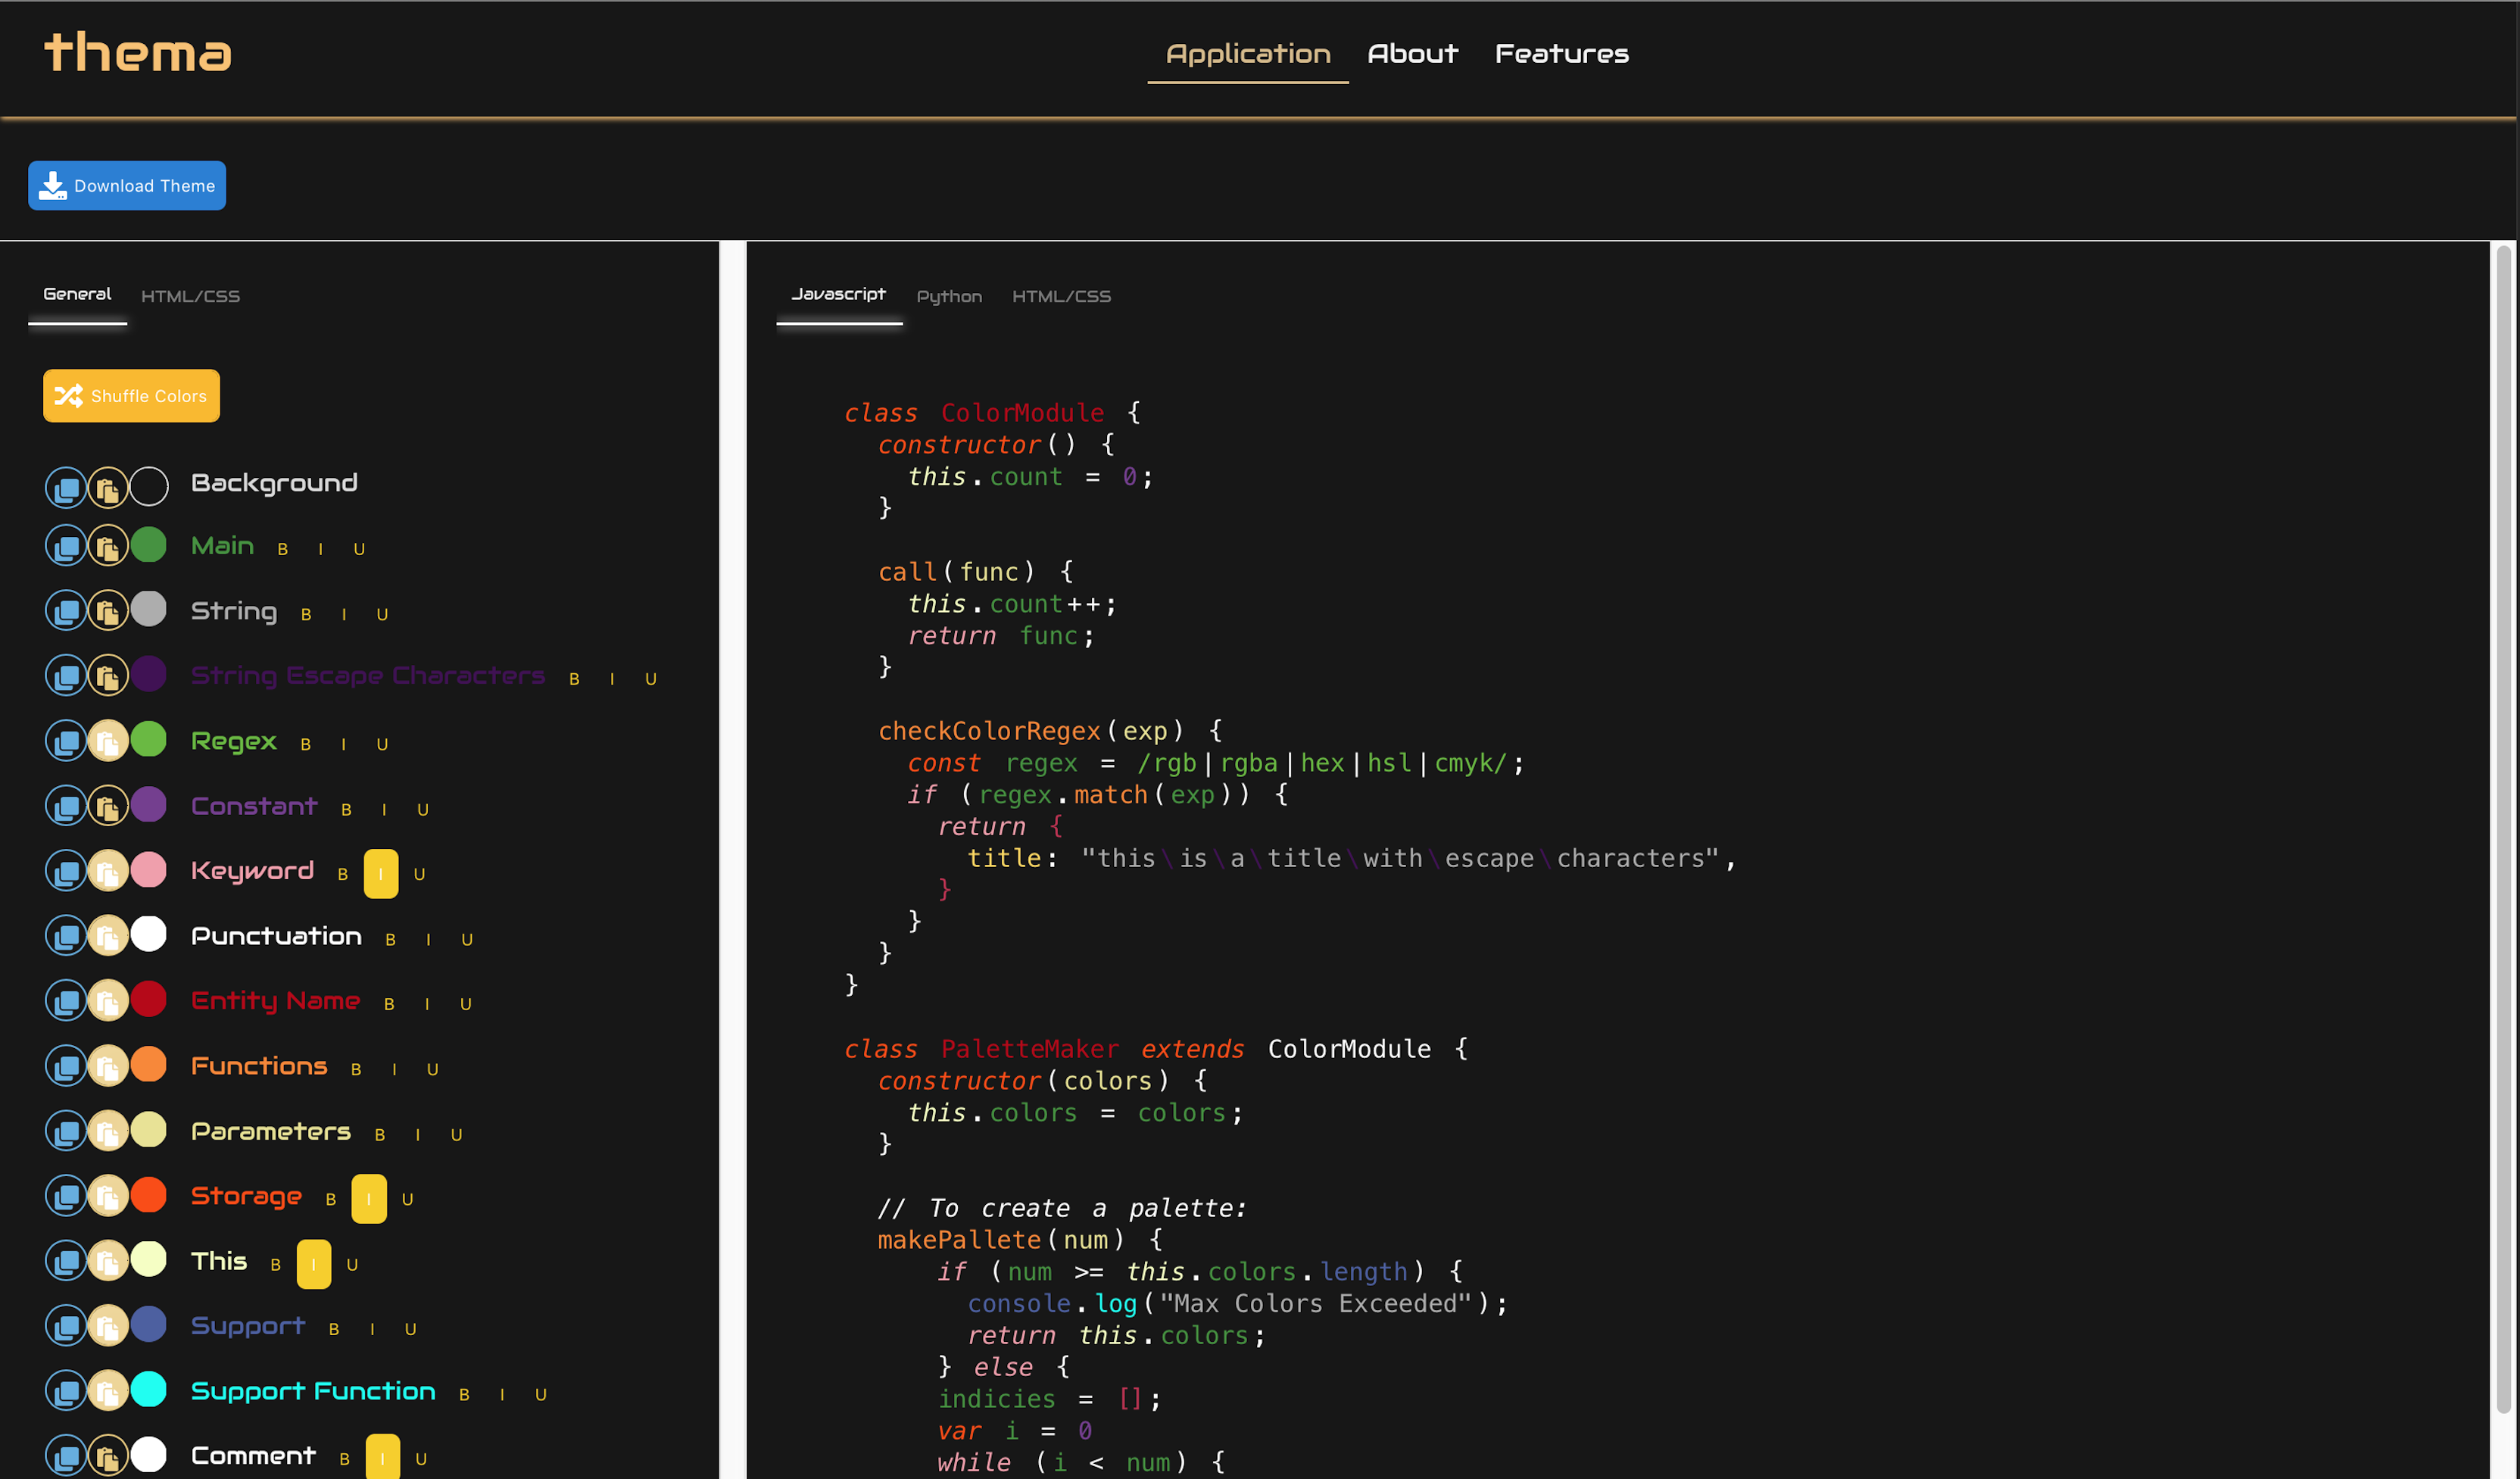 thema
Application About Features
Download Theme
General HTML/CSS
Shuffle Colors
Background
Main B I U
String B I U
String Escape Characters B I U
Regex B I U
Constant B I U
Keyword B I U
Punctuation B I U
Entity Name B I U
Functions B I U
Parameters B I U
Storage B I U
This B I U
Support B I U
Support Function B I U
Comment B I U
Javascript Python HTML/CSS
class ColorModule {
constructor() {
this.count = 0;
}
call(func) {
this.count++;
return func;
}
checkColorRegex(exp) {
const regex = /rgb|rgba|hex|hsl|cmyk/;
if (regex.match(exp)) {
return {
title: "this\is\a\title\with\escape\characters",
}
}
}
}
class PaletteMaker extends ColorModule {
constructor(colors) {
this.colors = colors;
}
// To create a palette:
makePallete(num) {
if (num >= this.colors.length) {
console.log("Max Colors Exceeded");
return this.colors;
} else {
indicies = [];
var i = 0
while (i < num) {